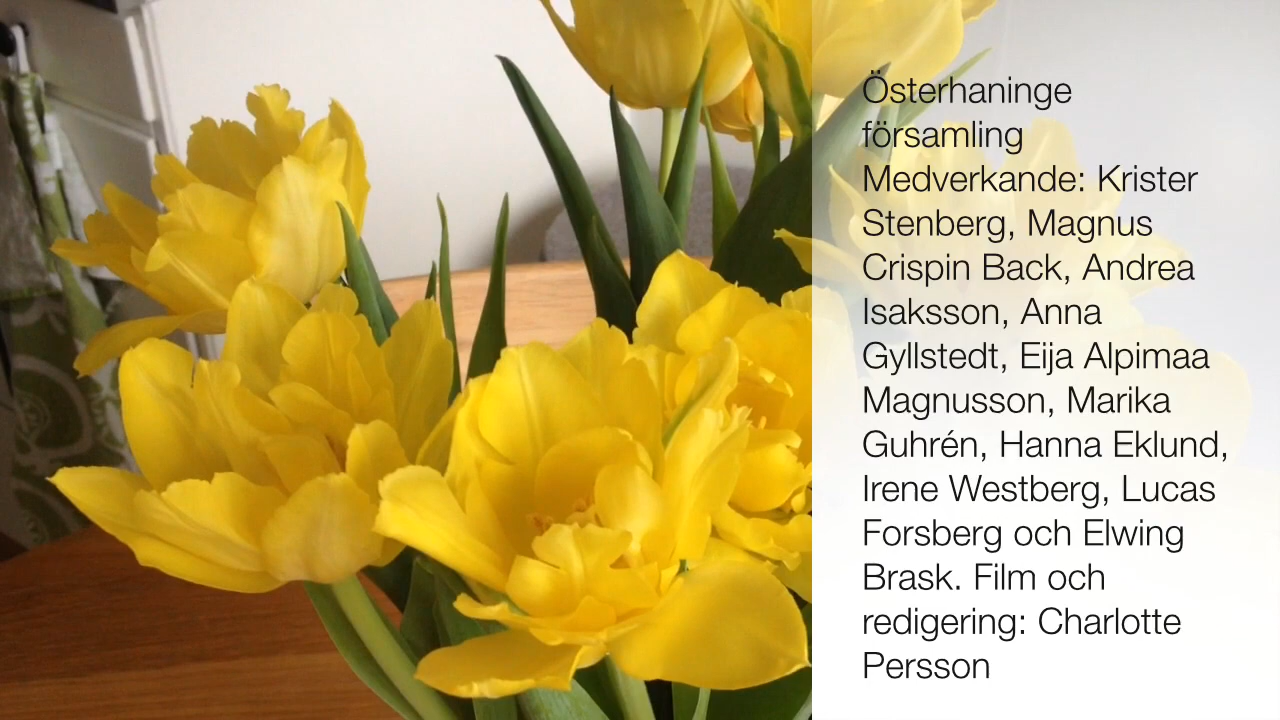 Österhaninge
församling
Medverkande: Krister
Stenberg, Magnus
Crispin Back, Andrea
Isaksson, Anna
Gyllstedt, Eija Alpimaa
Magnusson, Marika
Guhrén, Hanna Eklund,
Irene Westberg, Lucas
Forsberg och Elwing
Brask. Film och
redigering: Charlotte
Persson